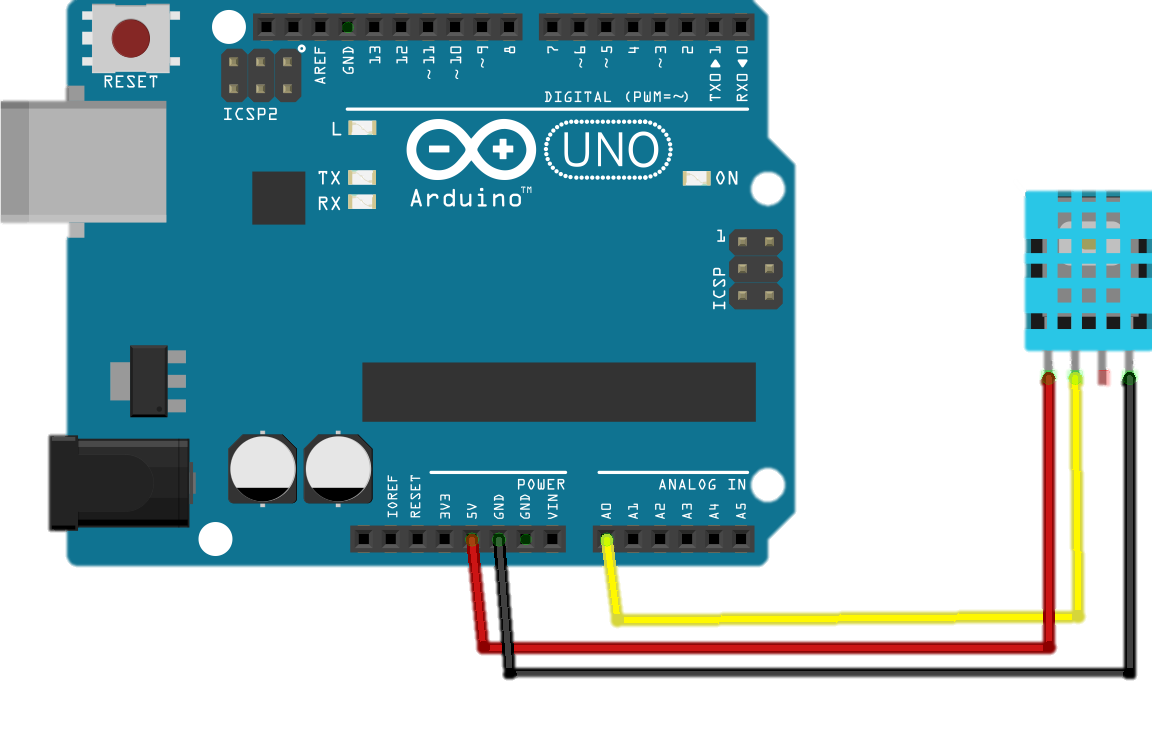 RESET
ICSP2
AREF
GND
13
12
~11
~10
~9
8
7
~6
~5
4
~3
2
TX0▶1
RX0◀0
DIGITAL (PWM=~)
L
TX
RX
Arduino™
UNO
ON
1
ICSP
IOREF
RESET
3V3
5V
GND
GND
VIN
POWER
ANALOG IN
A0
A1
A2
A3
A4
A5